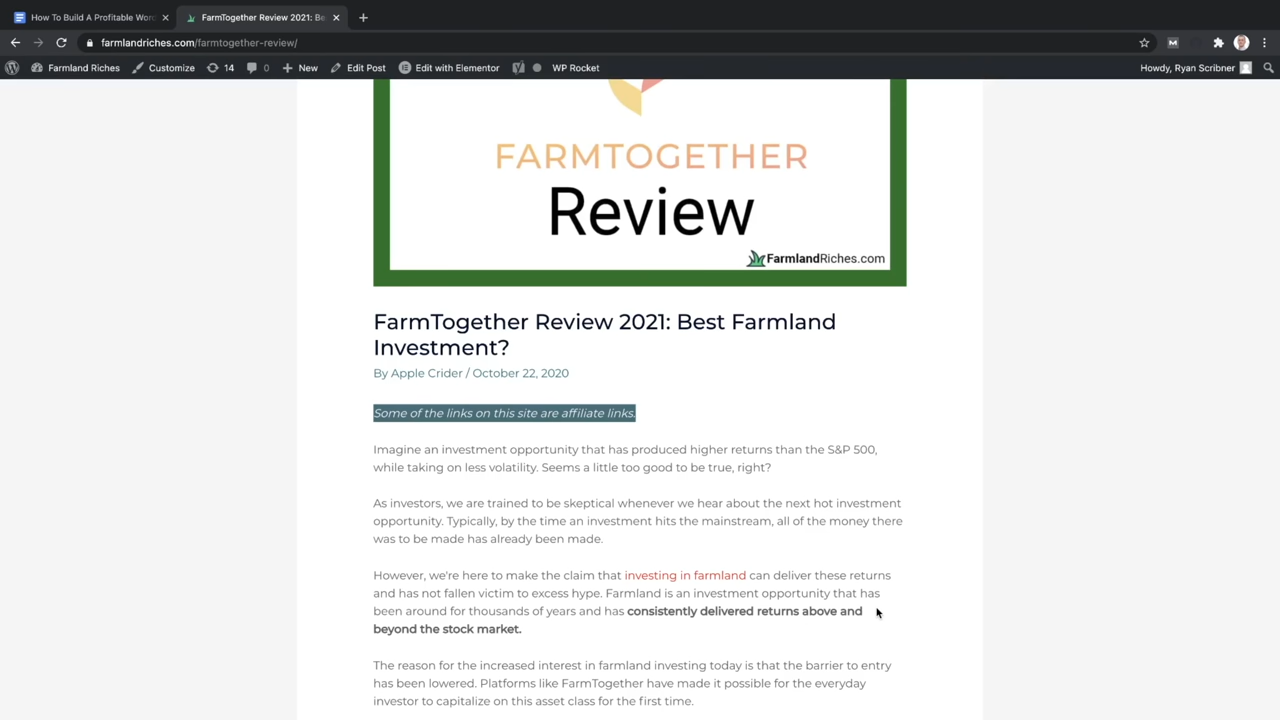 How To Build A Profitable Wor
FarmTogether Review 2021: Be
farmlandriches.com/farmtogether-review/
M
Farmland Riches Customize 14 0 New Edit Post Edit with Elementor WP Rocket Howdy, Ryan Scribner
FARMTOGETHER
Review
FarmlandRiches.com
FarmTogether Review 2021: Best Farmland
Investment?
By Apple Crider / October 22, 2020
Some of the links on this site are affiliate links.
Imagine an investment opportunity that has produced higher returns than the S&P 500,
while taking on less volatility. Seems a little too good to be true, right?
As investors, we are trained to be skeptical whenever we hear about the next hot investment
opportunity. Typically, by the time an investment hits the mainstream, all of the money there
was to be made has already been made.
However, we're here to make the claim that investing in farmland can deliver these returns
and has not fallen victim to excess hype. Farmland is an investment opportunity that has
been around for thousands of years and has consistently delivered returns above and
beyond the stock market.
The reason for the increased interest in farmland investing today is that the barrier to entry
has been lowered. Platforms like FarmTogether have made it possible for the everyday
investor to capitalize on this asset class for the first time.